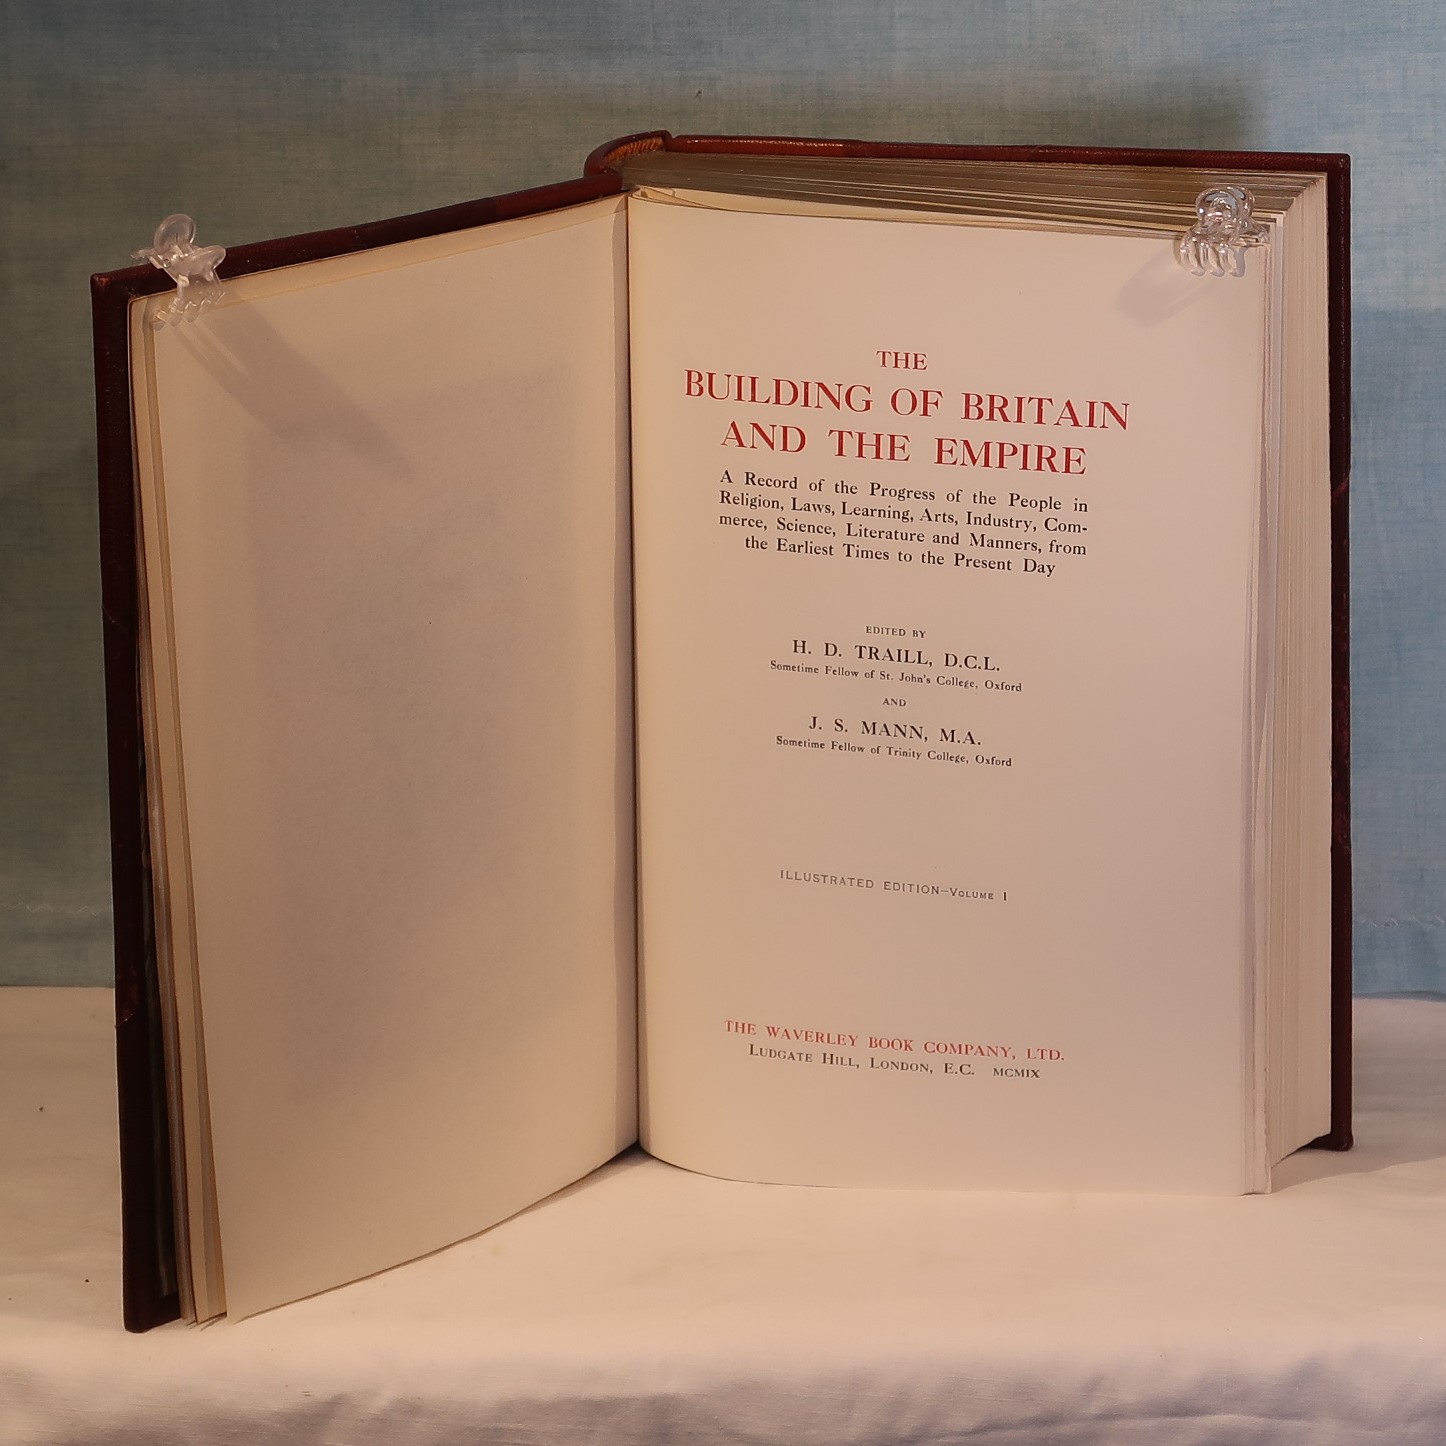 THE
BUILDING OF BRITAIN
AND THE EMPIRE
A Record of the Progress of the People in
Religion, Laws, Learning, Arts, Industry, Com-
merce, Science, Literature and Manners, from
the Earliest Times to the Present Day
EDITED BY
H. D. TRAILL, D.C.L.
Sometime Fellow of St. John's College, Oxford
AND
J. S. MANN, M.A.
Sometime Fellow of Trinity College, Oxford
ILLUSTRATED EDITION—VOLUME I
THE WAVERLEY BOOK COMPANY, LTD.
LUDGATE HILL, LONDON, E.C. MCMIX